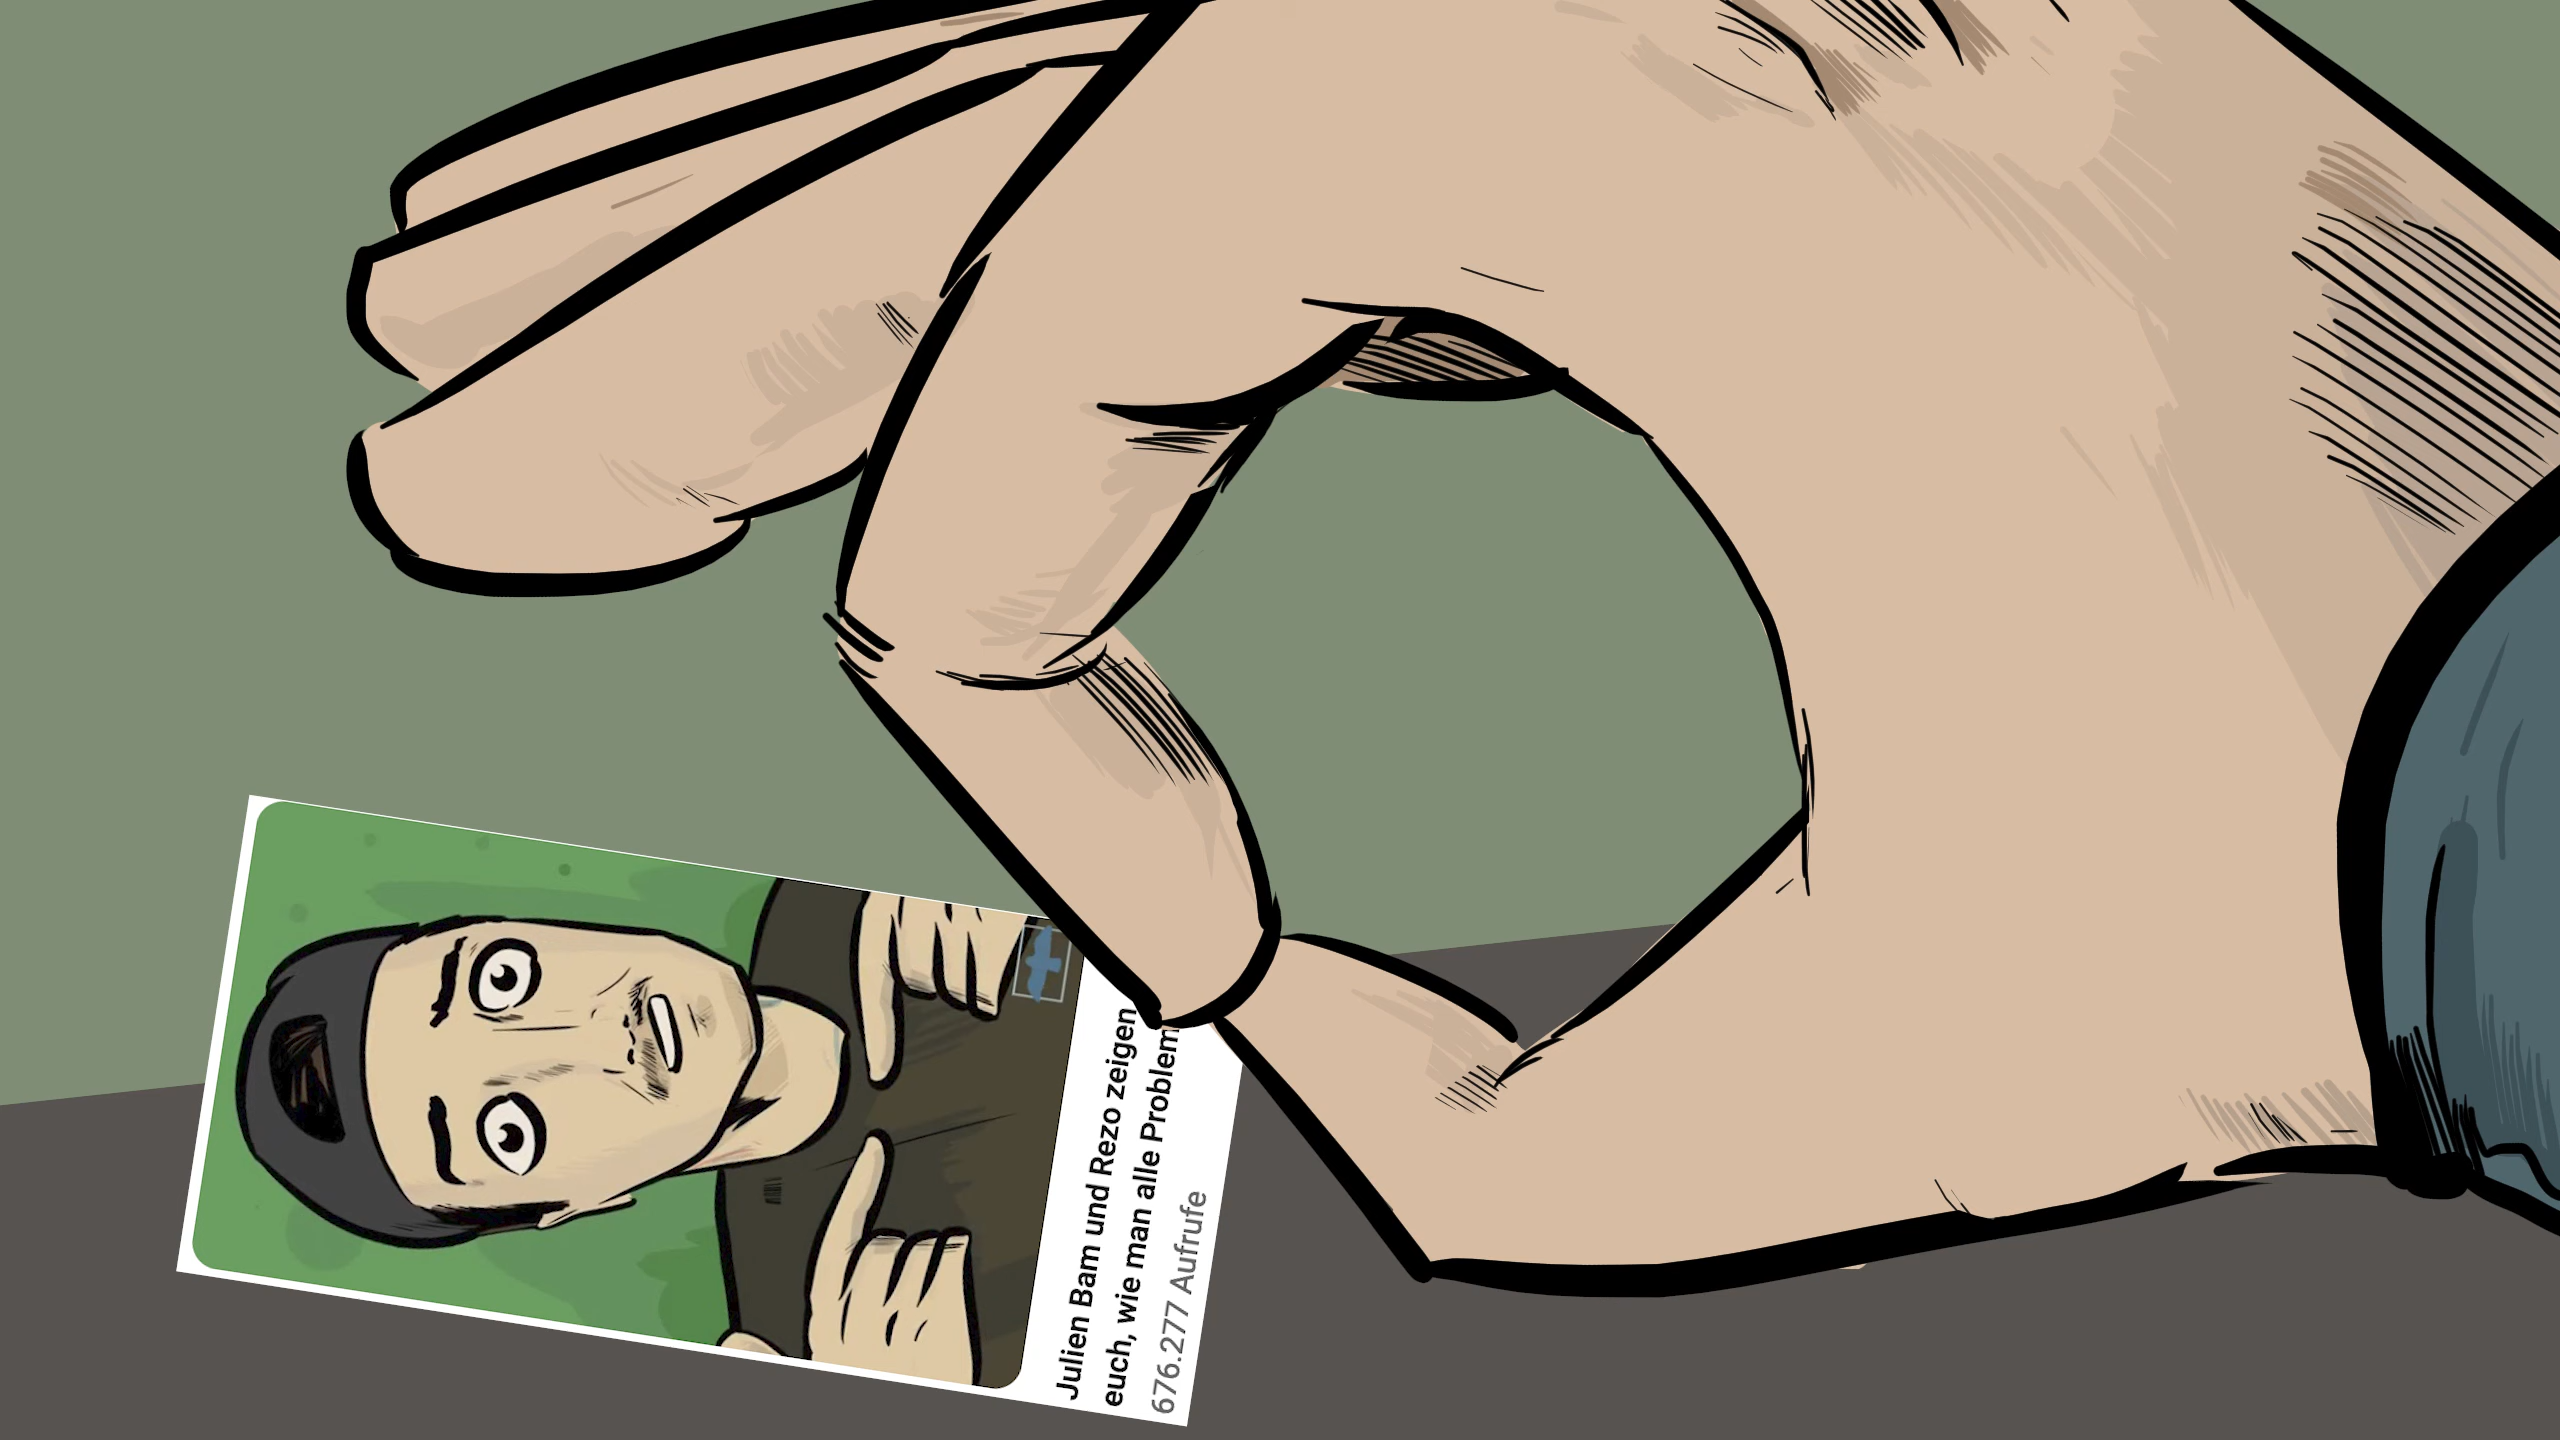 Julien Bam und Rezo zeigen
euch, wie man alle Problem
676.277 Aufrufe